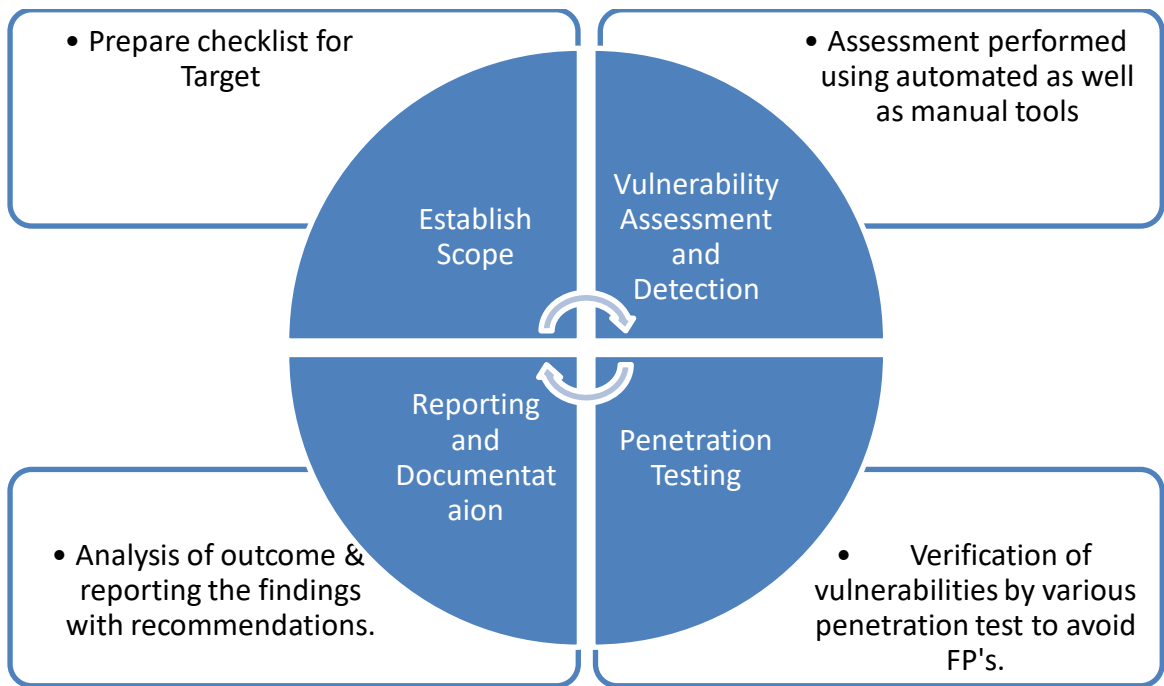 • Prepare checklist for
Target
• Assessment performed
using automated as well
as manual tools
Establish
Scope
Vulnerability
Assessment
and
Detection
Reporting
and
Documentat
aion
Penetration
Testing
• Analysis of outcome &
reporting the findings
with recommendations.
• Verification of
vulnerabilities by various
penetration test to avoid
FP's.